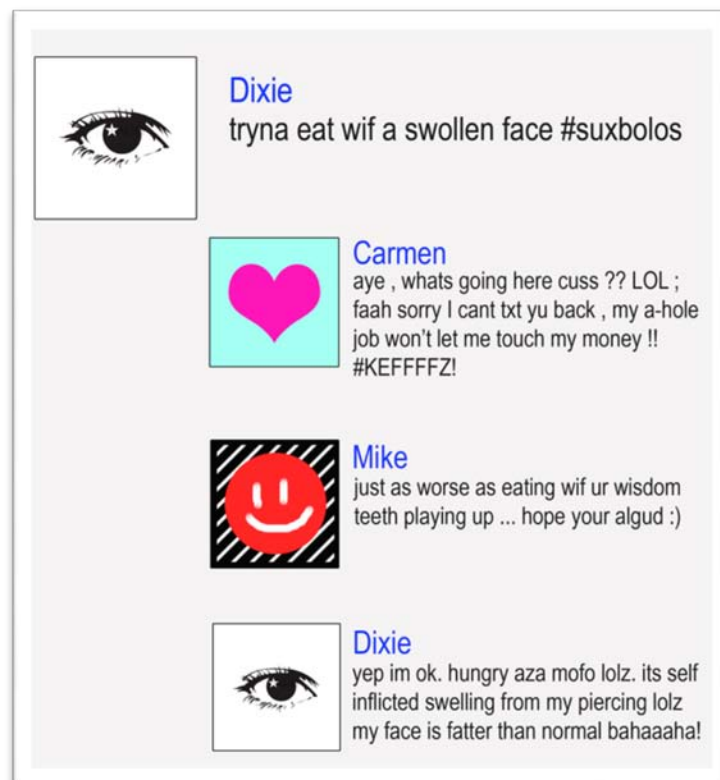 Dixie
tryna eat wif a swollen face #suxbolos
Carmen
aye , whats going here cuss ?? LOL ;
faah sorry I cant txt yu back , my a-hole
job won’t let me touch my money !!
#KEFFFFZ!
Mike
just as worse as eating wif ur wisdom
teeth playing up ... hope your algud :)
Dixie
yep im ok. hungry aza mofo lolz. its self
inflicted swelling from my piercing lolz
my face is fatter than normal bahaaaha!